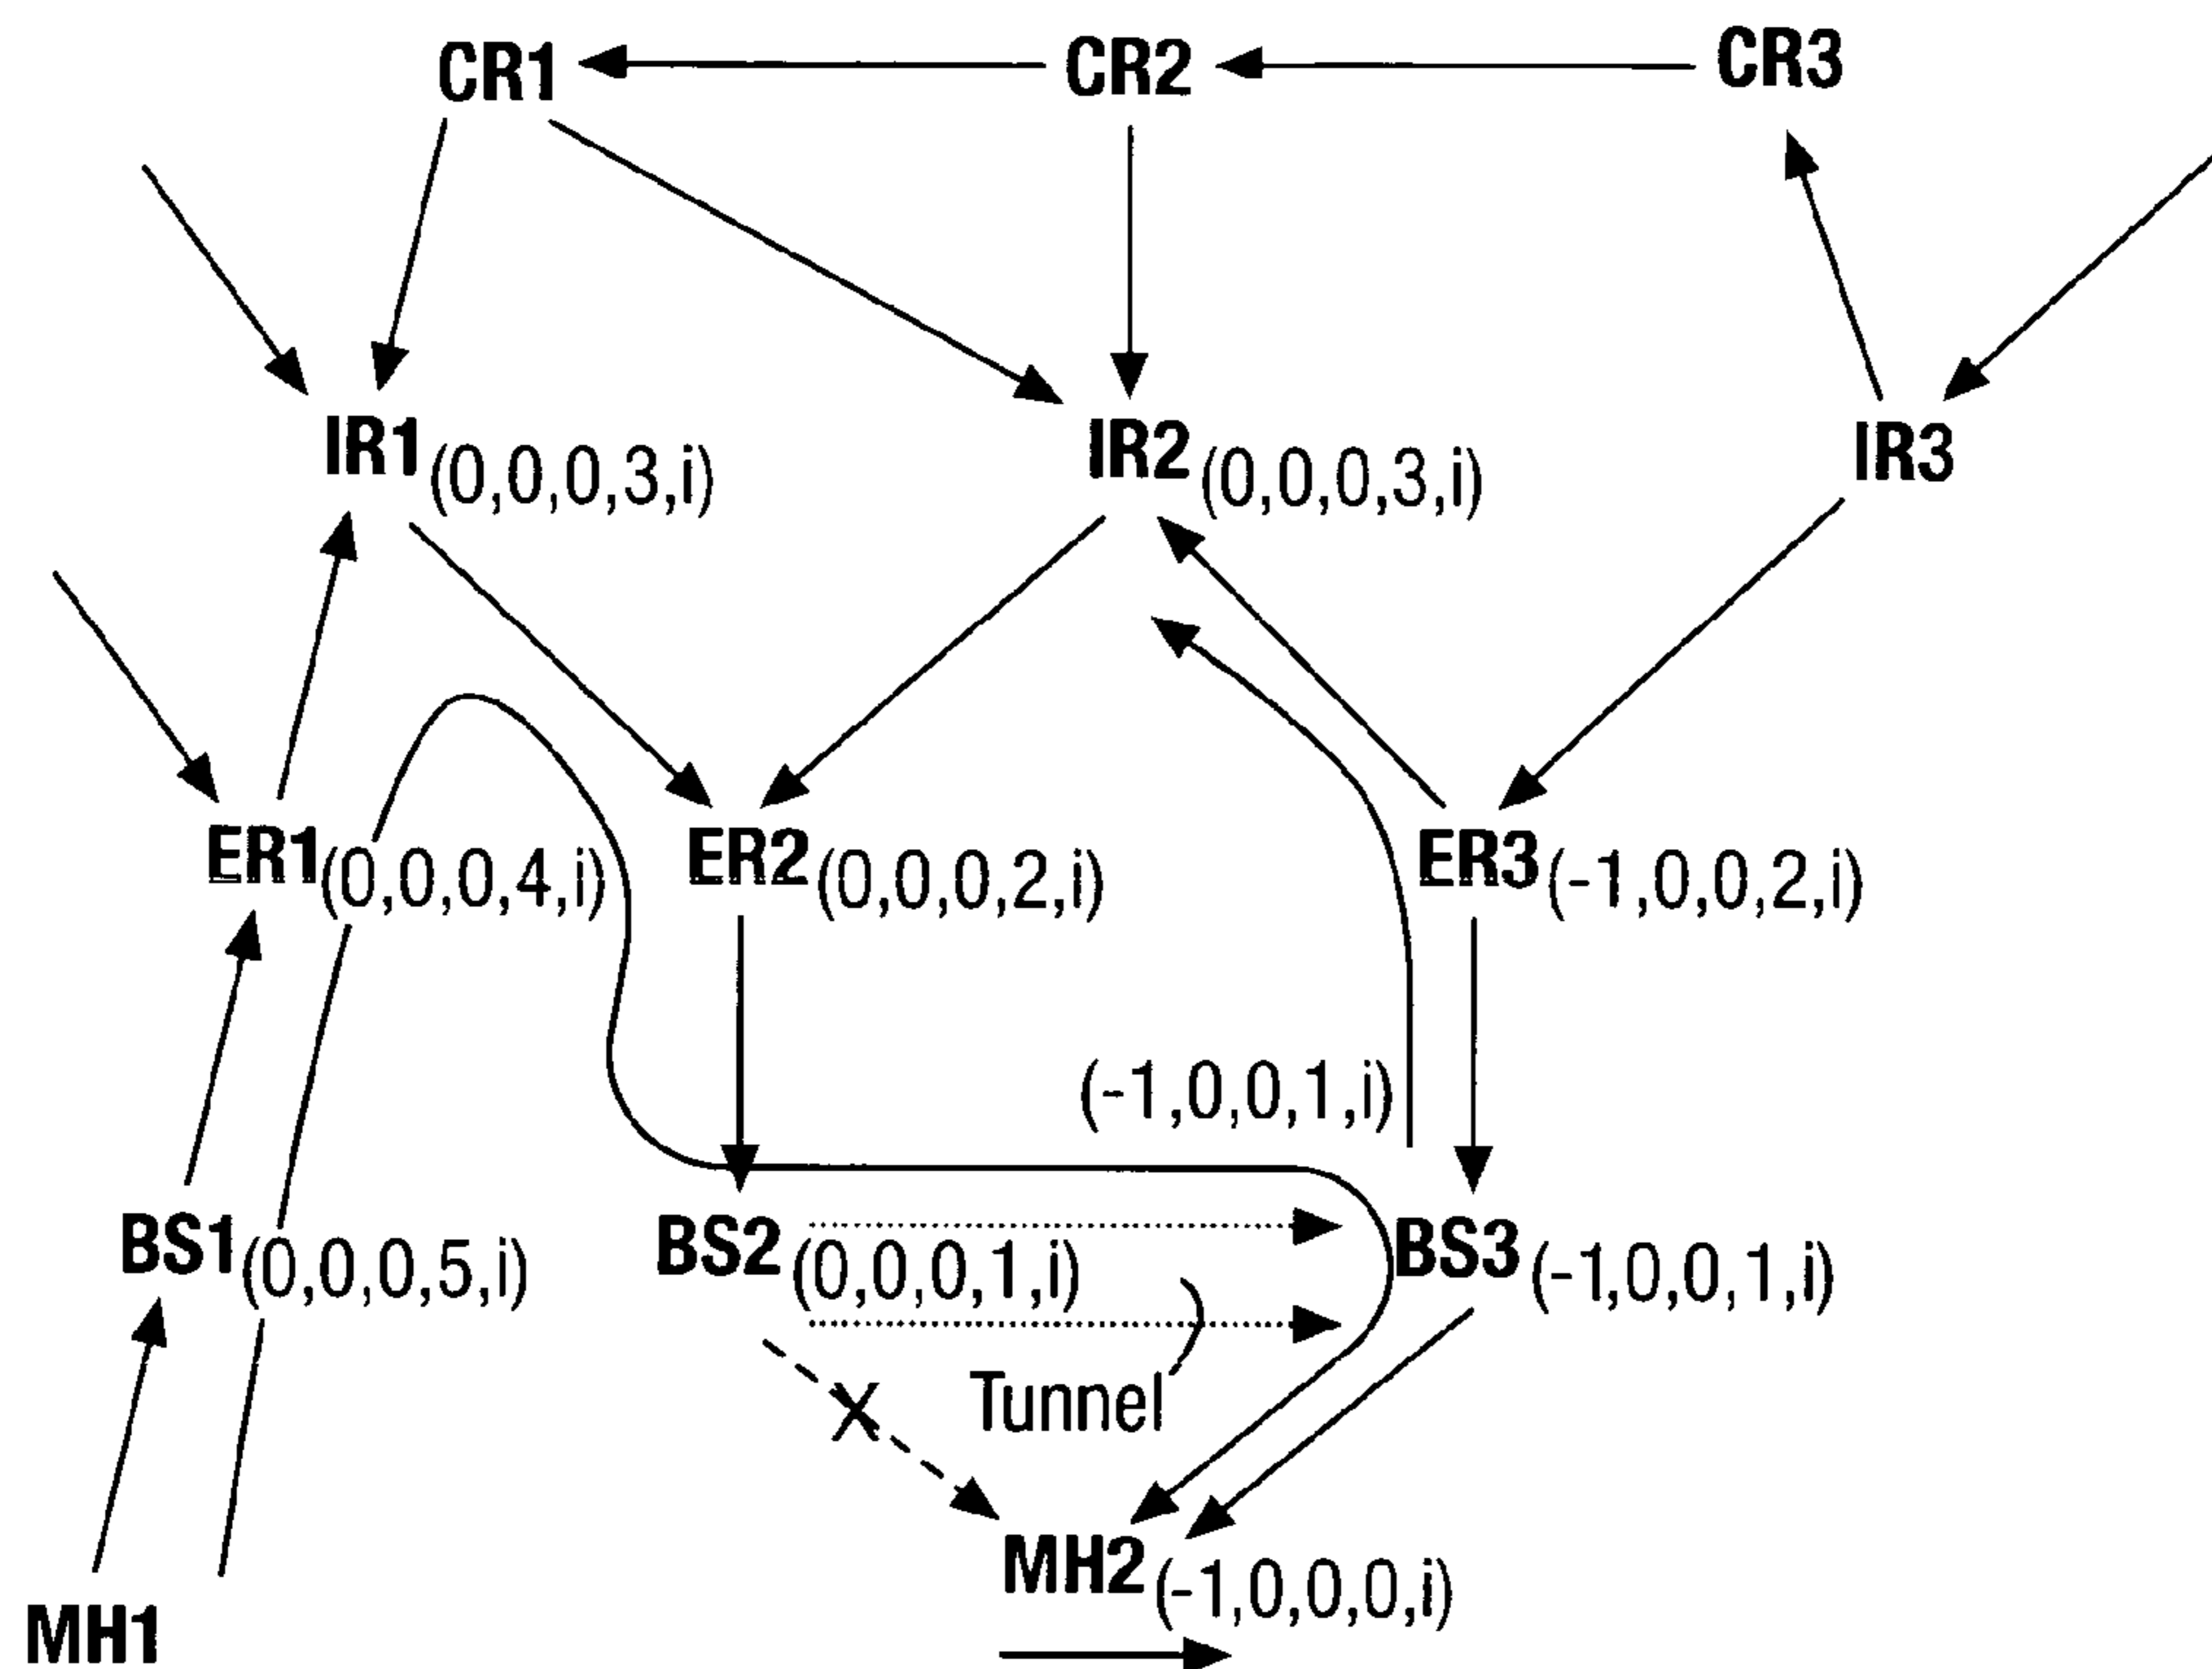 CR1 CR2 CR3
IR1(0,0,0,3,i) IR2(0,0,0,3,i) IR3
ER1(0,0,0,4,i) ER2(0,0,0,2,i) ER3(-1,0,0,2,i)
(-1,0,0,1,i)
BS1(0,0,0,5,i) BS2(0,0,0,1,i) BS3(-1,0,0,1,i)
X Tunnel
MH2(-1,0,0,0,i)
MH1